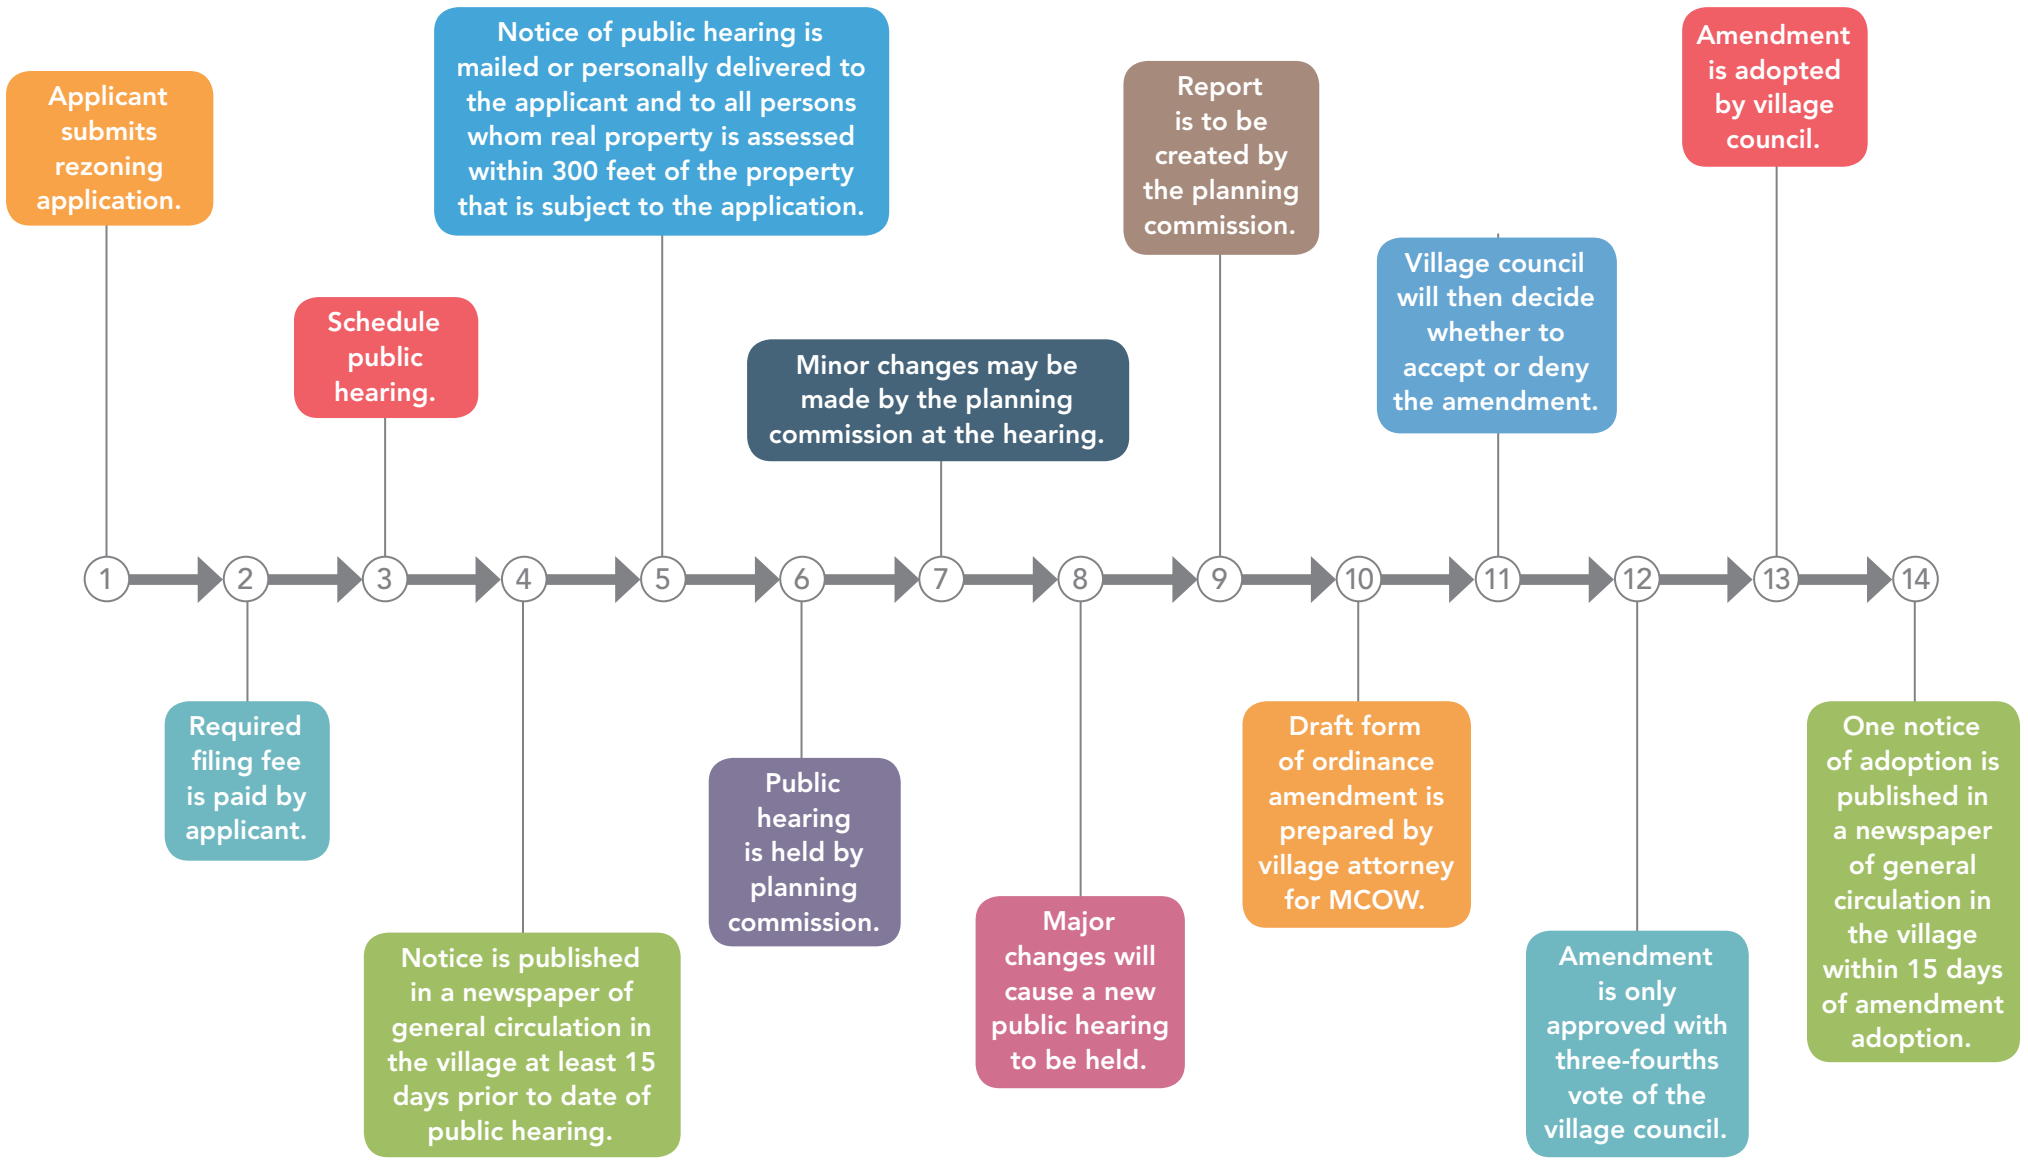 Applicant
submits
rezoning
application.
1
Required
filing fee
is paid by
applicant.
2
Schedule
public
hearing.
3
Notice is published
in a newspaper of
general circulation in
the village at least 15
days prior to date of
public hearing.
4
Notice of public hearing is
mailed or personally delivered to
the applicant and to all persons
whom real property is assessed
within 300 feet of the property
that is subject to the application.
5
Public
hearing
is held by
planning
commission.
6
Minor changes may be
made by the planning
commission at the hearing.
7
Major
changes will
cause a new
public hearing
to be held.
8
Report
is to be
created by
the planning
commission.
9
Draft form
of ordinance
amendment is
prepared by
village attorney
for MCOW.
10
Village council
will then decide
whether to
accept or deny
the amendment.
11
Amendment
is only
approved with
three-fourths
vote of the
village council.
12
Amendment
is adopted
by village
council.
13
One notice
of adoption is
published in
a newspaper
of general
circulation in
the village
within 15 days
of amendment
adoption.
14